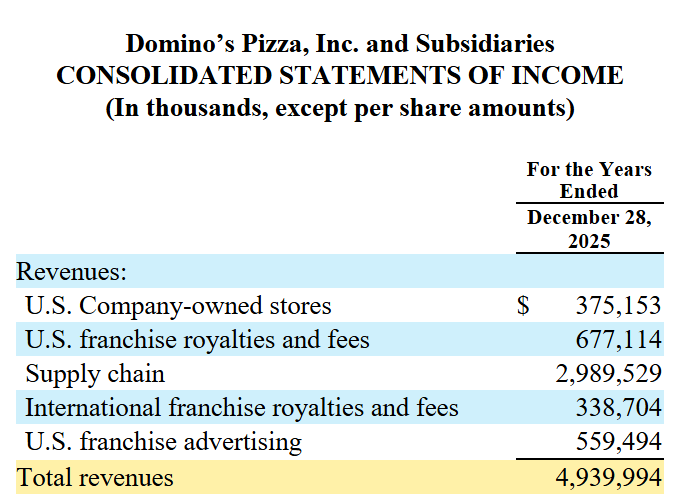 Domino’s Pizza, Inc. and Subsidiaries
CONSOLIDATED STATEMENTS OF INCOME
(In thousands, except per share amounts)
For the Years
Ended
December 28,
2025
Revenues:
U.S. Company-owned stores $ 375,153
U.S. franchise royalties and fees 677,114
Supply chain 2,989,529
International franchise royalties and fees 338,704
U.S. franchise advertising 559,494
Total revenues 4,939,994